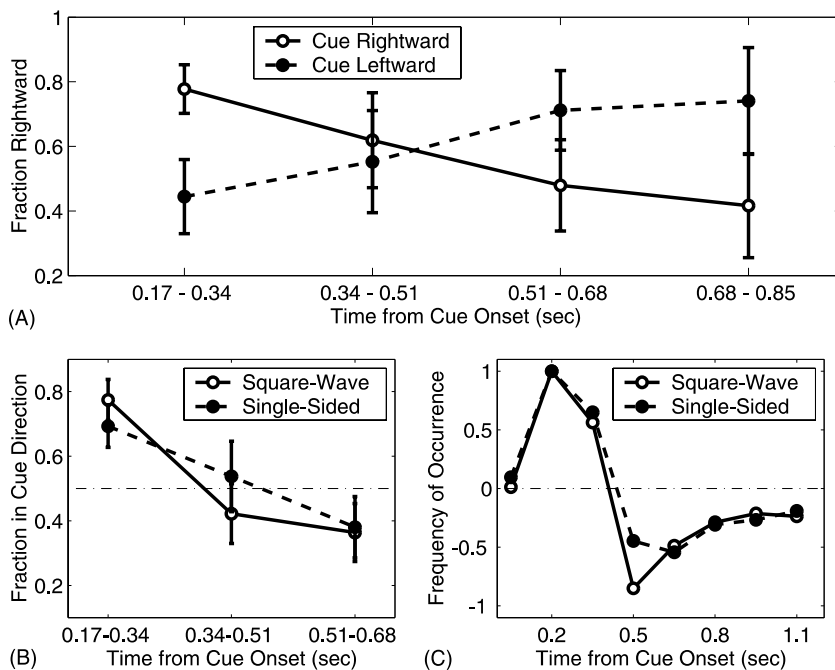 Fraction Rightward
0.8
0.6
0.4
0.2
Cue Rightward
Cue Leftward
0.17 - 0.34
0.34 - 0.51
0.51 - 0.68
0.68 - 0.85
Time from Cue Onset (sec)
(A)
Fraction in Cue Direction
0.8
0.6
0.4
0.2
Square-Wave
Single-Sided
0.17-0.34
0.34-0.51
0.51-0.68
Time from Cue Onset (sec)
(B)
Frequency of Occurrence
1
0.5
0
-0.5
-1
Square-Wave
Single-Sided
0.2
0.5
0.8
1.1
Time from Cue Onset (sec)
(C)